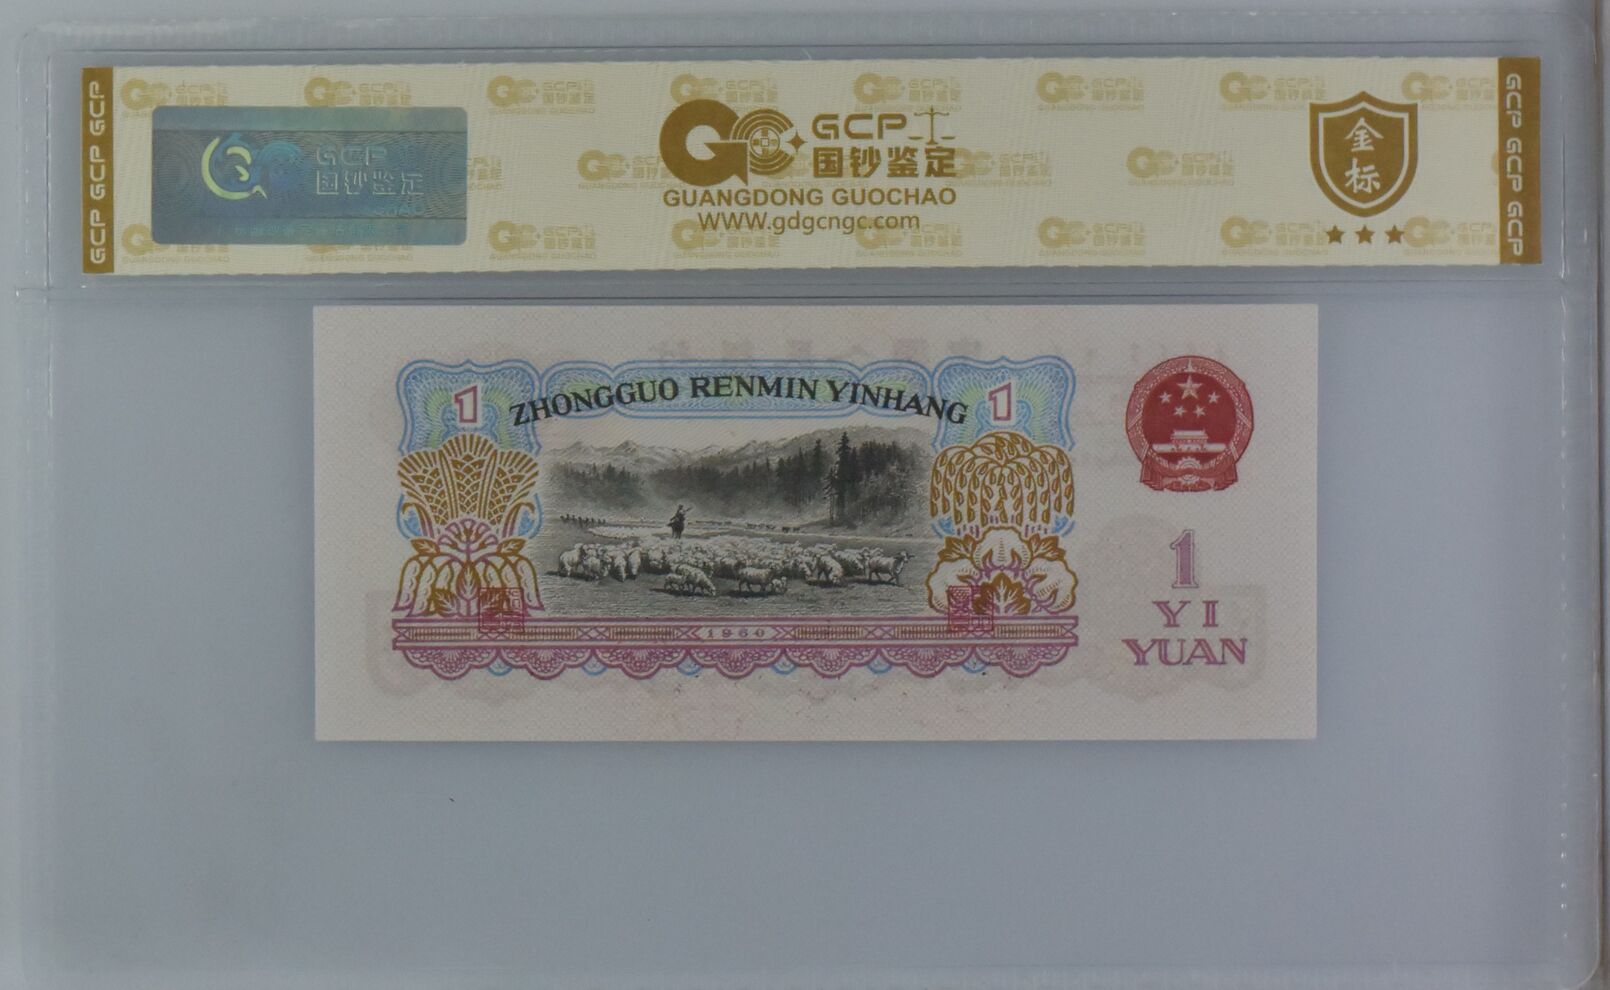 GCP GCP GCP
GCP
国钞鉴定
GCP
国钞鉴定
GUANGDONG GUOCHAO
WWW.gdgcngc.com
金
标
GCP GCP GCP
ZHONGGUO RENMIN YINHANG
1
1
1960
1
YI
YUAN